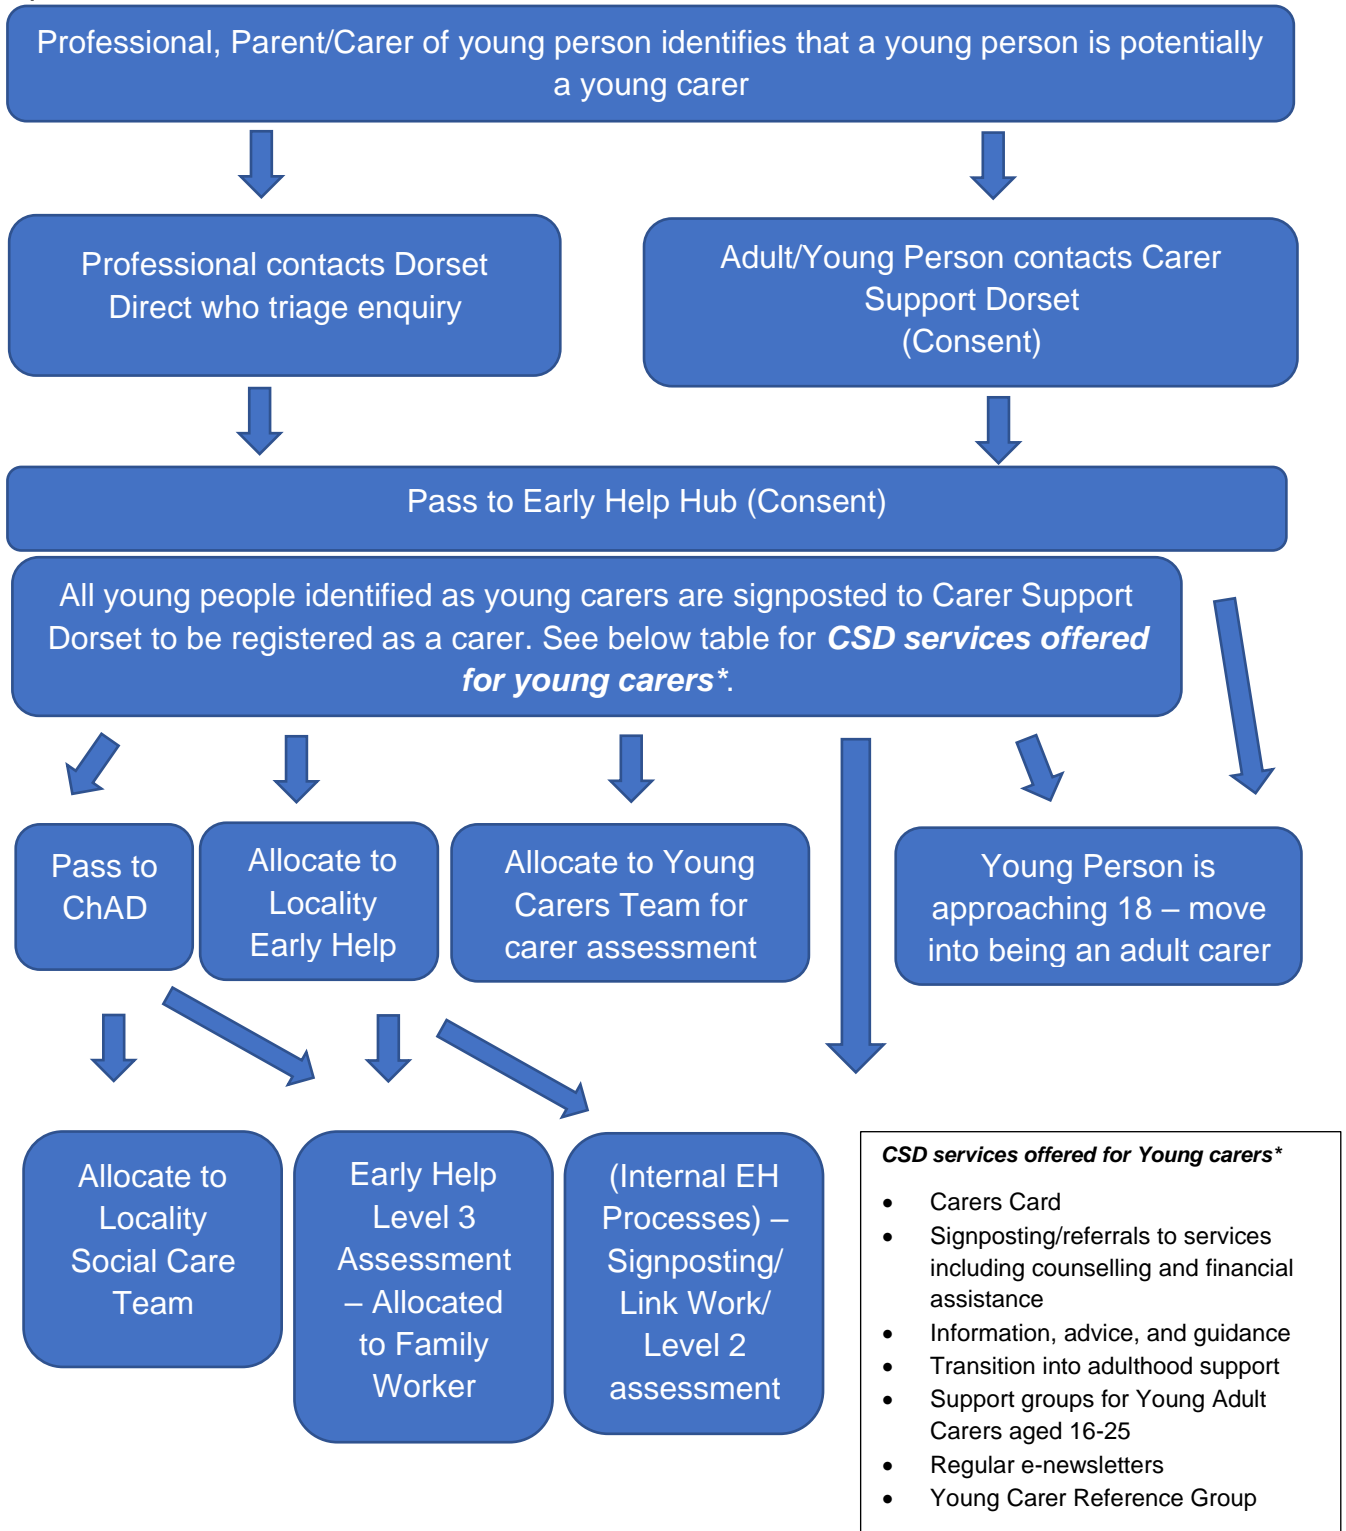 Professional, Parent/Carer of young person identifies that a young person is potentially
a young carer
Professional contacts Dorset
Direct who triage enquiry
Adult/Young Person contacts Carer
Support Dorset
(Consent)
Pass to Early Help Hub (Consent)
All young people identified as young carers are signposted to Carer Support
Dorset to be registered as a carer. See below table for CSD services offered
for young carers*.
Pass to
ChAD
Allocate to
Locality
Early Help
Allocate to Young
Carers Team for
carer assessment
Young Person is
approaching 18 – move
into being an adult carer
Allocate to
Locality
Social Care
Team
Early Help
Level 3
Assessment
– Allocated
to Family
Worker
(Internal EH
Processes) –
Signposting/
Link Work/
Level 2
assessment
CSD services offered for Young carers*
• Carers Card
• Signposting/referrals to services
including counselling and financial
assistance
• Information, advice, and guidance
• Transition into adulthood support
• Support groups for Young Adult
Carers aged 16-25
• Regular e-newsletters
• Young Carer Reference Group